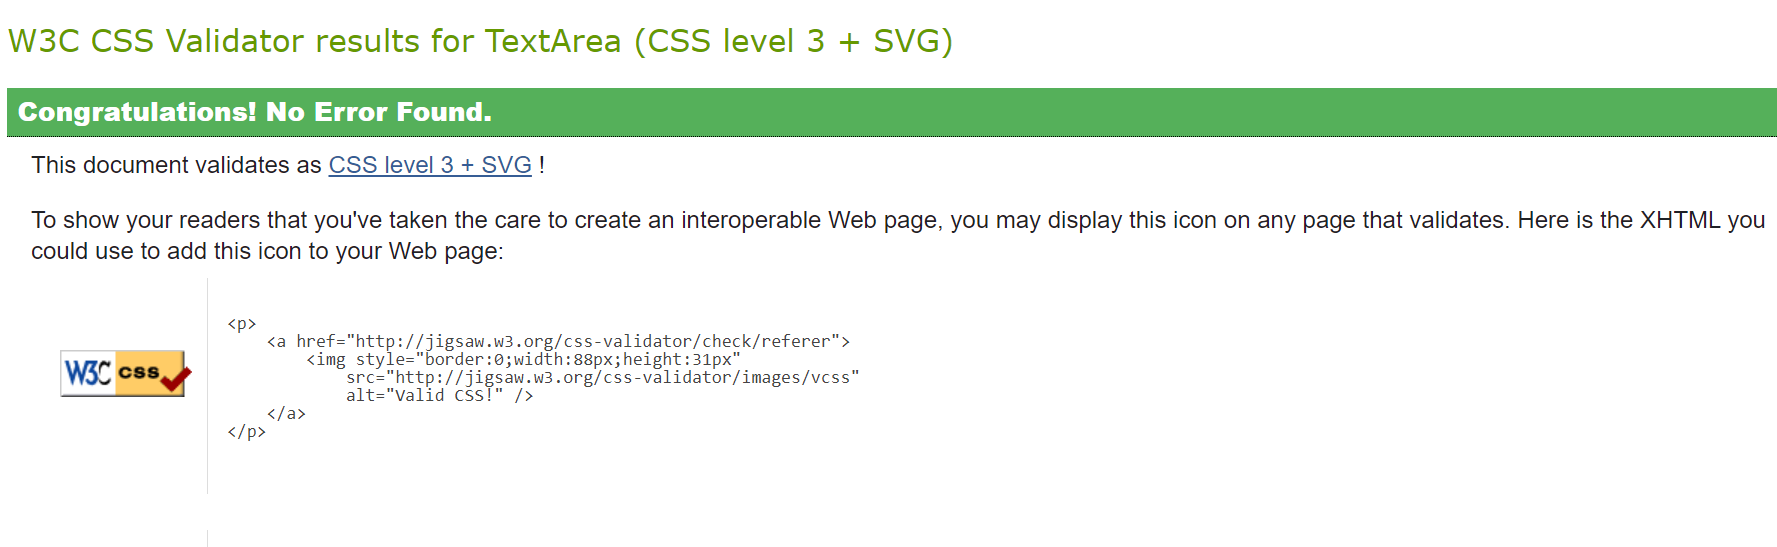 W3C CSS Validator results for TextArea (CSS level 3 + SVG)
Congratulations! No Error Found.
This document validates as CSS level 3 + SVG !
To show your readers that you've taken the care to create an interoperable Web page, you may display this icon on any page that validates. Here is the XHTML you
could use to add this icon to your Web page:
W3C css
<p>
    <a href="http://jigsaw.w3.org/css-validator/check/referer">
        <img style="border:0;width:88px;height:31px"
            src="http://jigsaw.w3.org/css-validator/images/vcss"
            alt="Valid CSS!" />
    </a>
</p>